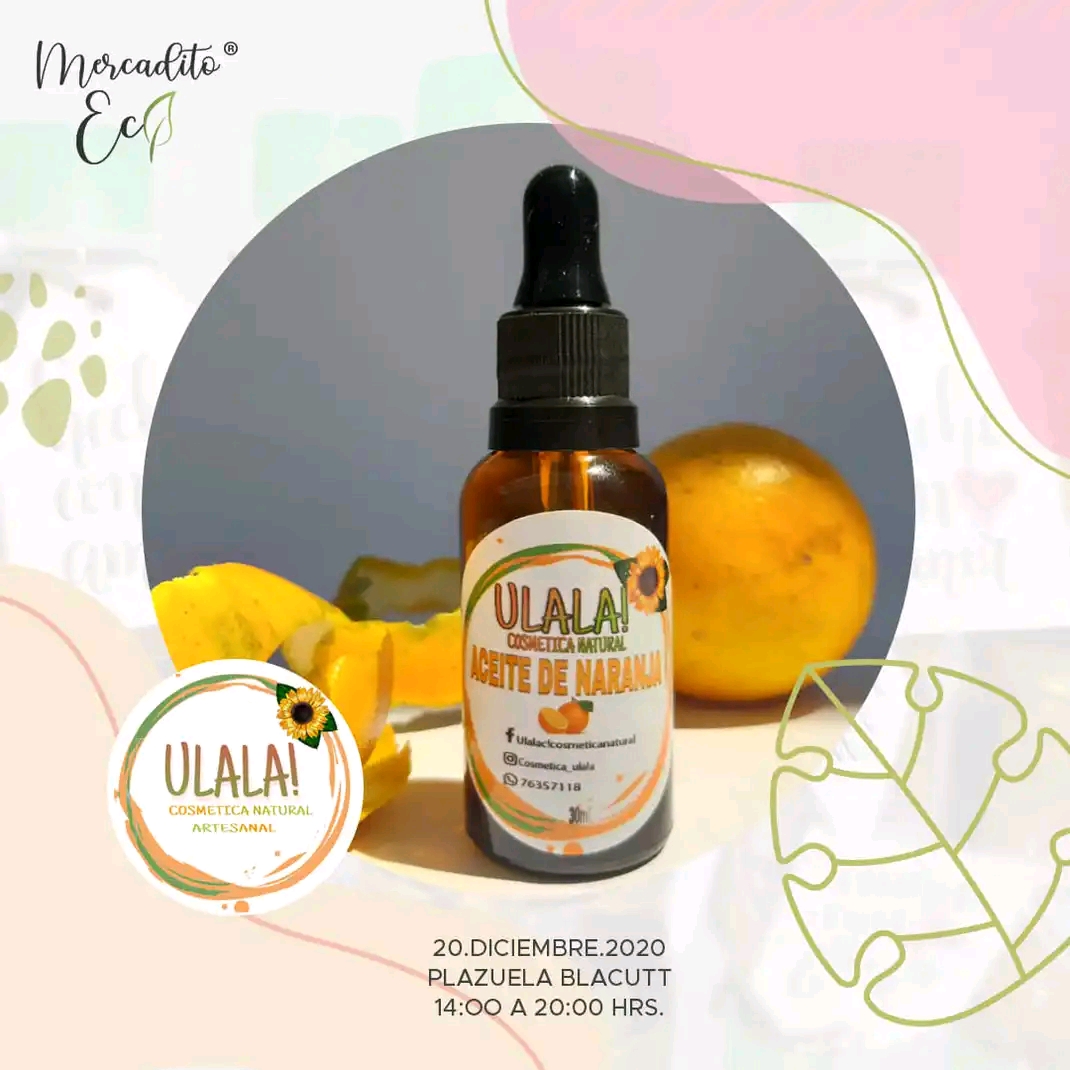 Mercadito®
Eco
ULALA!
COSMETICA NATURAL
ACEITE DE NARANJA
Ulalac!cosmeticanatural
Cosmetica_ulala
76357118
30ml
ULALA!
COSMETICA NATURAL
ARTESANAL
20.DICIEMBRE.2020
PLAZUELA BLACUTT
14:00 A 20:00 HRS.